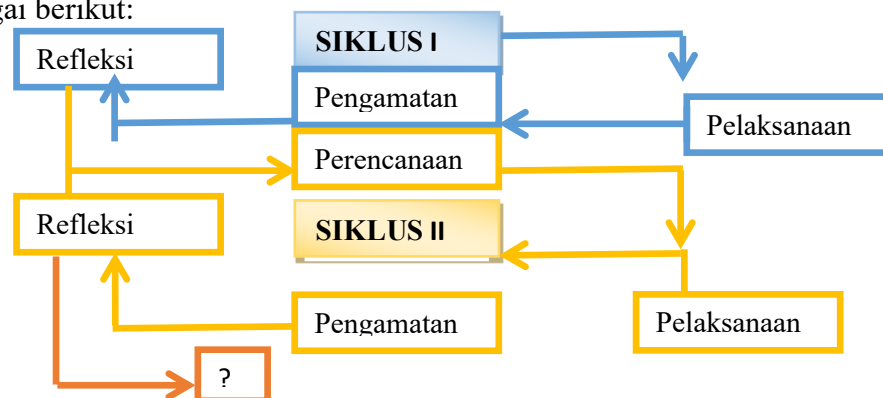 gai berikut:
SIKLUS I
Refleksi
Pengamatan
Pelaksanaan
Perencanaan
Refleksi
SIKLUS II
Pengamatan
Pelaksanaan
?